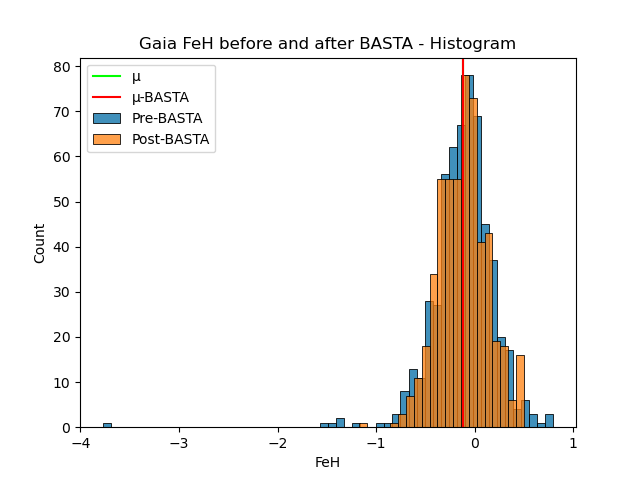 Gaia FeH before and after BASTA - Histogram
μ
μ-BASTA
Pre-BASTA
Post-BASTA
80
70
60
50
40
30
20
10
0
Count
−4
−3
−2
−1
0
1
FeH